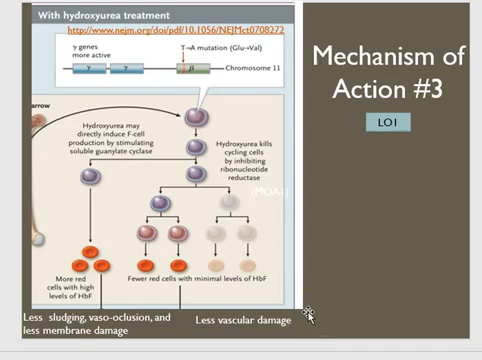 With hydroxyurea treatment
http://www.nejm.org/doi/pdf/10.1056/NEJMct0708272
γ genes
more active
T→A mutation (Glu→Val)
γ
γ
β
Chromosome 11
arrow
Hydroxyurea may
directly induce F-cell
production by stimulating
soluble guanylate cyclase
Hydroxyurea kills
cycling cells
by inhibiting
ribonucleotide
reductase
(MOA1)
More red
cells with high
levels of HbF
Fewer red cells with minimal levels of HbF
Less sludging, vaso-oclusion, and
less membrane damage
Less vascular damage
Mechanism of
Action #3
LO1